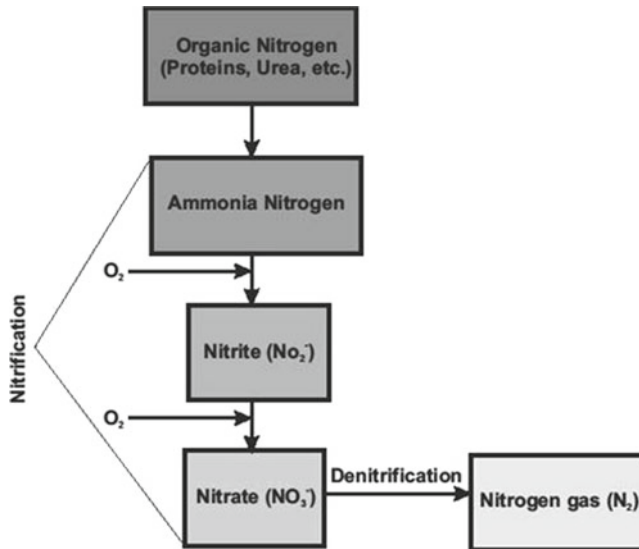 Organic Nitrogen
(Proteins, Urea, etc.)
Ammonia Nitrogen
O₂
Nitrification
Nitrite (No₂⁻)
O₂
Nitrate (NO₃⁻)
Denitrification
Nitrogen gas (N₂)